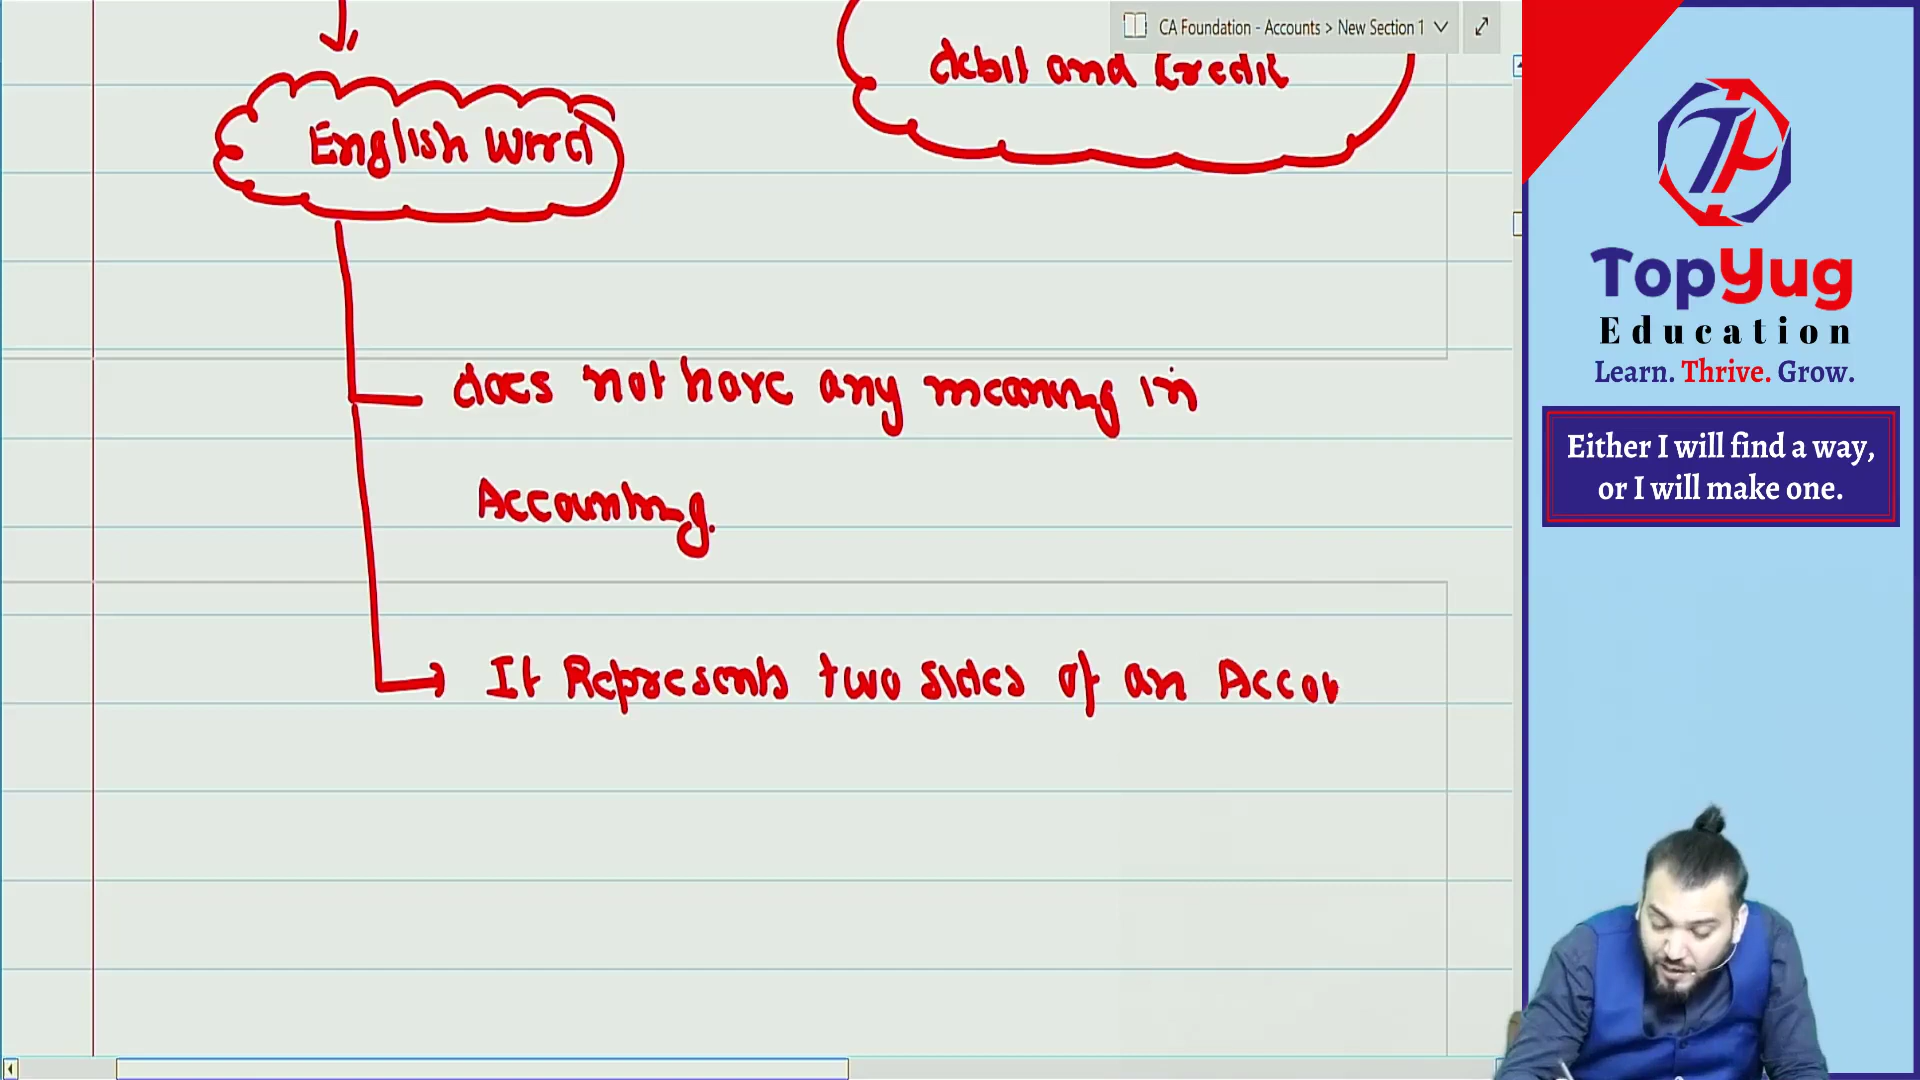 CA Foundation - Accounts > New Section 1
debit and Credit
English Word
does not have any meaning in
Accounting.
It Represents two sides of an Accou
TopYug
Education
Learn. Thrive. Grow.
Either I will find a way,
or I will make one.